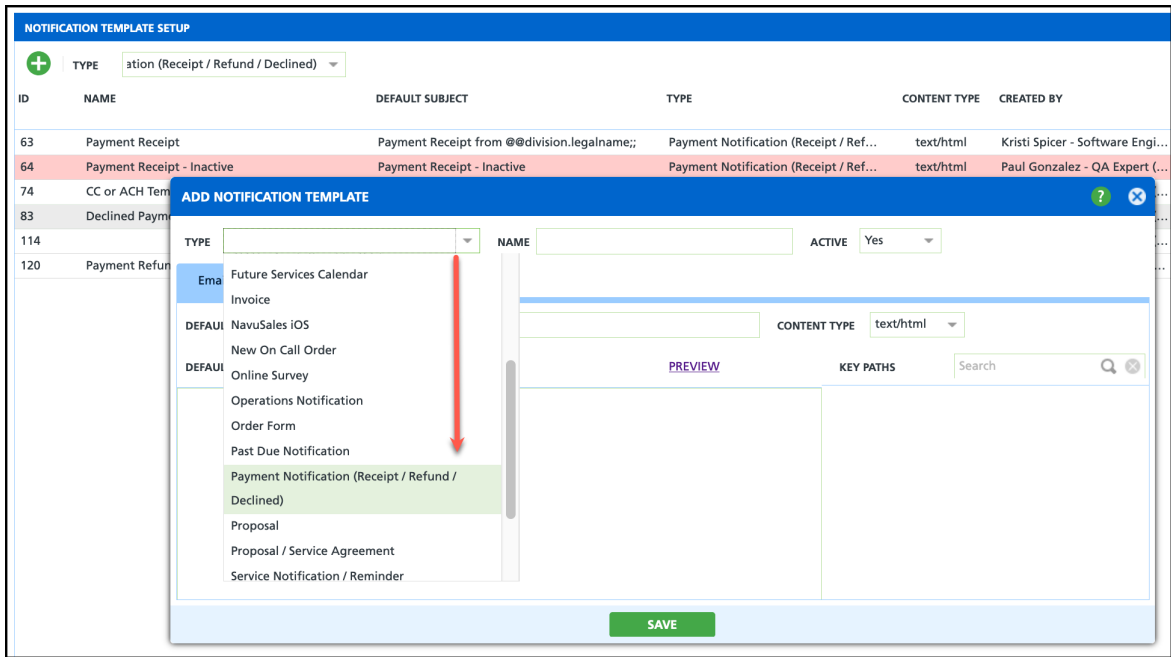 NOTIFICATION TEMPLATE SETUP
TYPE ation (Receipt / Refund / Declined)
ID NAME DEFAULT SUBJECT TYPE CONTENT TYPE CREATED BY
63 Payment Receipt Payment Receipt from @@division.legalname;; Payment Notification (Receipt / Ref... text/html Kristi Spicer - Software Engi...
64 Payment Receipt - Inactive Payment Receipt - Inactive Payment Notification (Receipt / Ref... text/html Paul Gonzalez - QA Expert (...
74 CC or ACH Tem
83 Declined Payme
114
120 Payment Refun
ADD NOTIFICATION TEMPLATE ?
TYPE NAME ACTIVE Yes
Ema
DEFAUL CONTENT TYPE text/html
DEFAUL PREVIEW KEY PATHS Search
Future Services Calendar
Invoice
NavuSales iOS
New On Call Order
Online Survey
Operations Notification
Order Form
Past Due Notification
Payment Notification (Receipt / Refund /
Declined)
Proposal
Proposal / Service Agreement
Service Notification / Reminder
SAVE